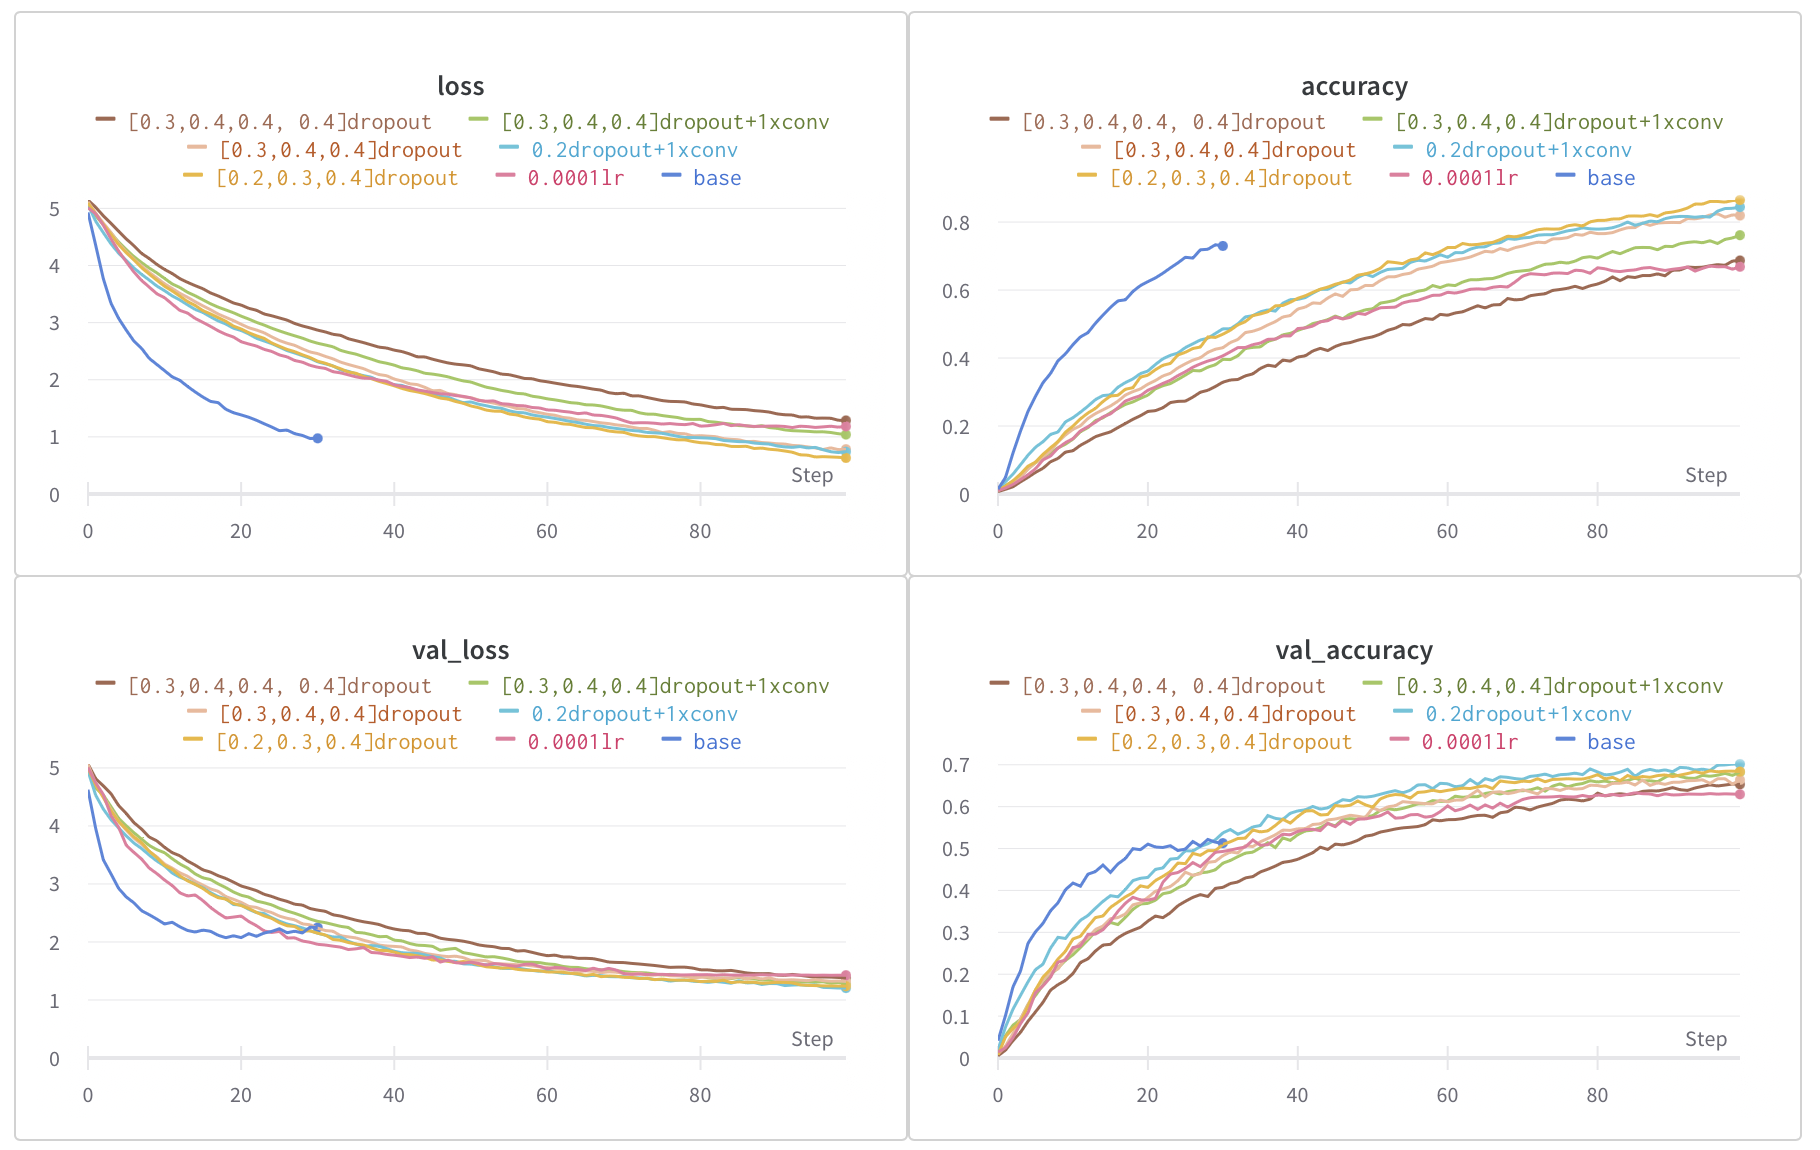 loss
[0.3,0.4,0.4, 0.4]dropout [0.3,0.4,0.4]dropout+1xconv
[0.3,0.4,0.4]dropout 0.2dropout+1xconv
[0.2,0.3,0.4]dropout 0.0001lr base
5
4
3
2
1
0
Step
0 20 40 60 80
accuracy
[0.3,0.4,0.4, 0.4]dropout [0.3,0.4,0.4]dropout+1xconv
[0.3,0.4,0.4]dropout 0.2dropout+1xconv
[0.2,0.3,0.4]dropout 0.0001lr base
0.8
0.6
0.4
0.2
0
Step
0 20 40 60 80
val_loss
[0.3,0.4,0.4, 0.4]dropout [0.3,0.4,0.4]dropout+1xconv
[0.3,0.4,0.4]dropout 0.2dropout+1xconv
[0.2,0.3,0.4]dropout 0.0001lr base
5
4
3
2
1
0
Step
0 20 40 60 80
val_accuracy
[0.3,0.4,0.4, 0.4]dropout [0.3,0.4,0.4]dropout+1xconv
[0.3,0.4,0.4]dropout 0.2dropout+1xconv
[0.2,0.3,0.4]dropout 0.0001lr base
0.7
0.6
0.5
0.4
0.3
0.2
0.1
0
Step
0 20 40 60 80